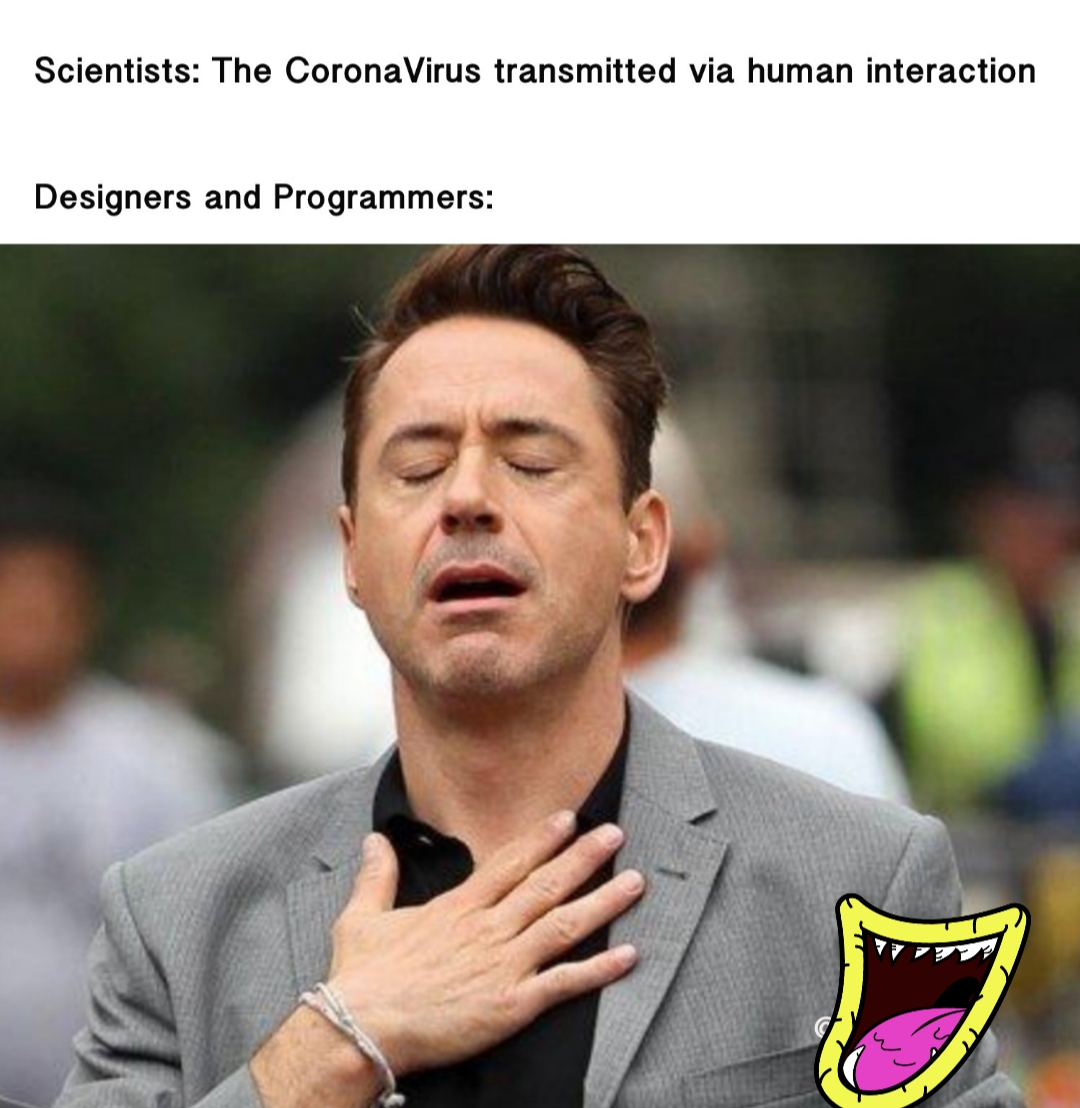 Scientists: The CoronaVirus transmitted via human interaction
Designers and Programmers: